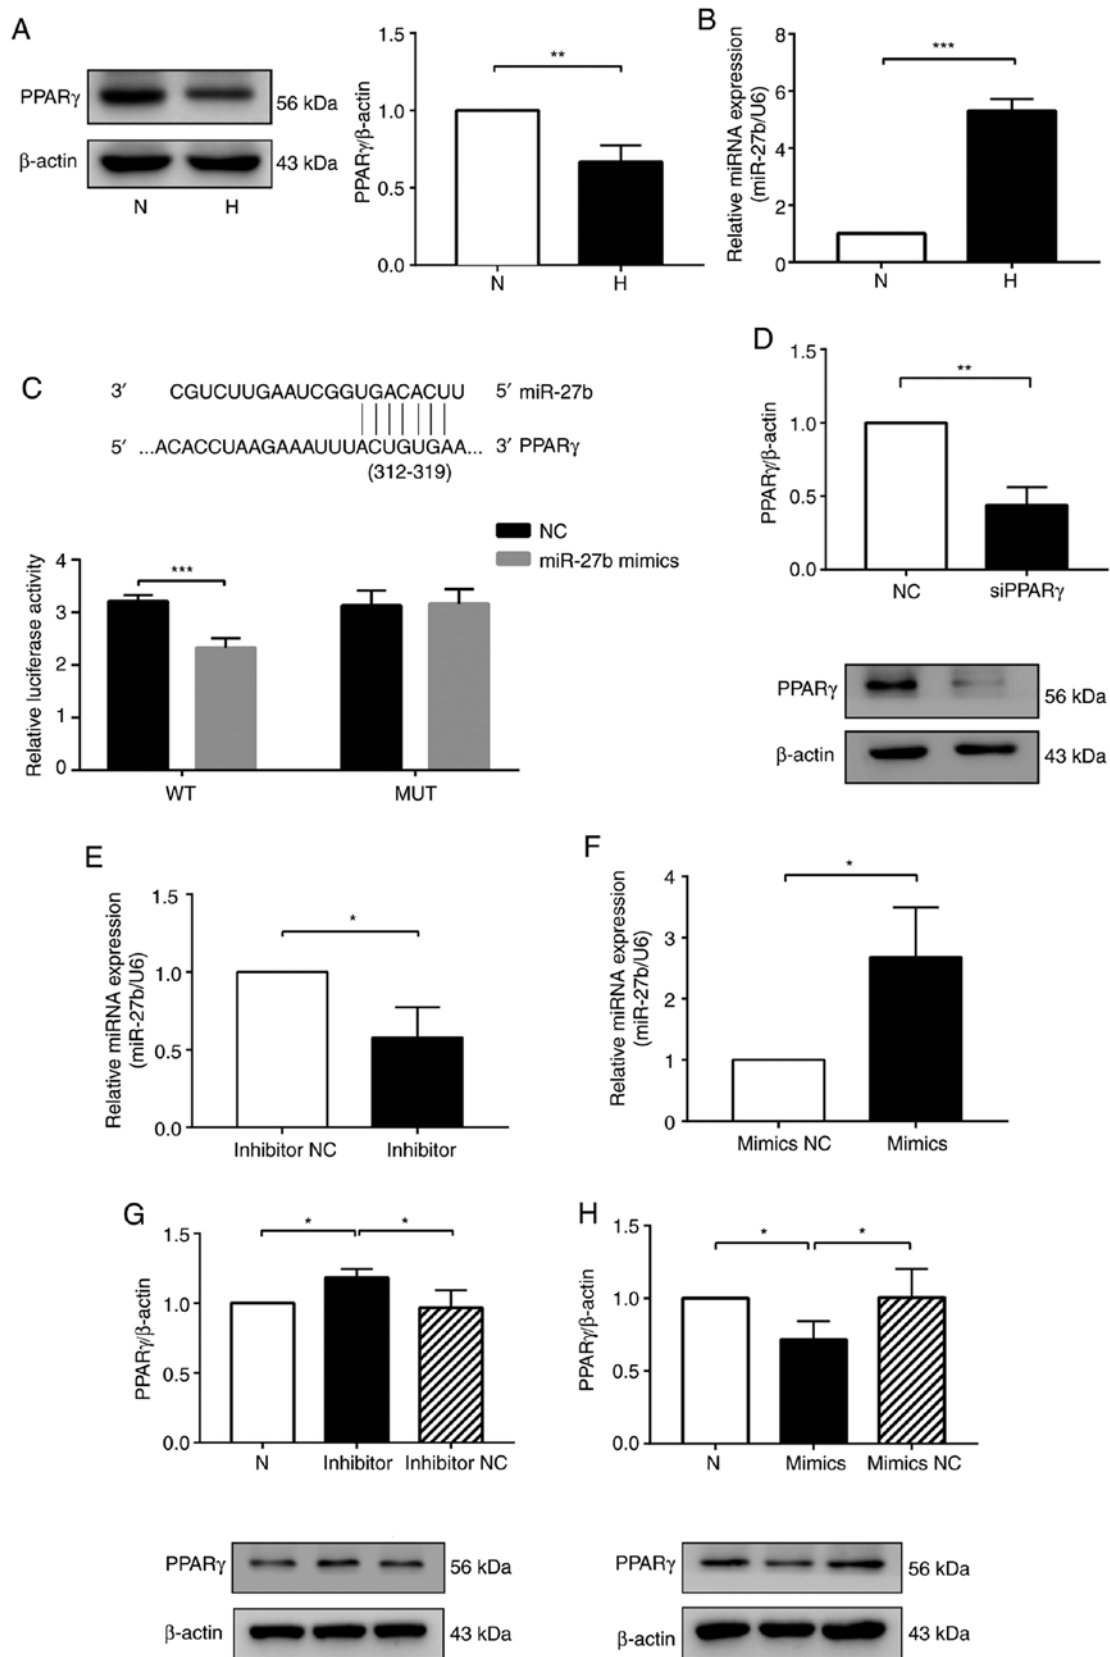 A
PPARγ
56 kDa
β-actin
43 kDa
N H
PPARγ/β-actin
1.5
1.0
0.5
0.0
**
N H
B
Relative miRNA expression
(miR-27b/U6)
8
6
4
2
0
***
N H
C
3′ CGUCUUGAAUCGGUGACACUU 5′ miR-27b
5′ ...ACACCUAAGAAAUUUACUGUGAA... 3′ PPARγ
(312-319)
NC
miR-27b mimics
Relative luciferase activity
4
3
2
1
0
***
WT MUT
D
PPARγ/β-actin
1.5
1.0
0.5
0.0
**
NC siPPARγ
PPARγ
56 kDa
β-actin
43 kDa
E
Relative miRNA expression
(miR-27b/U6)
1.5
1.0
0.5
0.0
*
Inhibitor NC Inhibitor
F
Relative miRNA expression
(miR-27b/U6)
4
3
2
1
0
*
Mimics NC Mimics
G
PPARγ/β-actin
1.5
1.0
0.5
0.0
* *
N Inhibitor Inhibitor NC
PPARγ
56 kDa
β-actin
43 kDa
H
PPARγ/β-actin
1.5
1.0
0.5
0.0
* *
N Mimics Mimics NC
PPARγ
56 kDa
β-actin
43 kDa